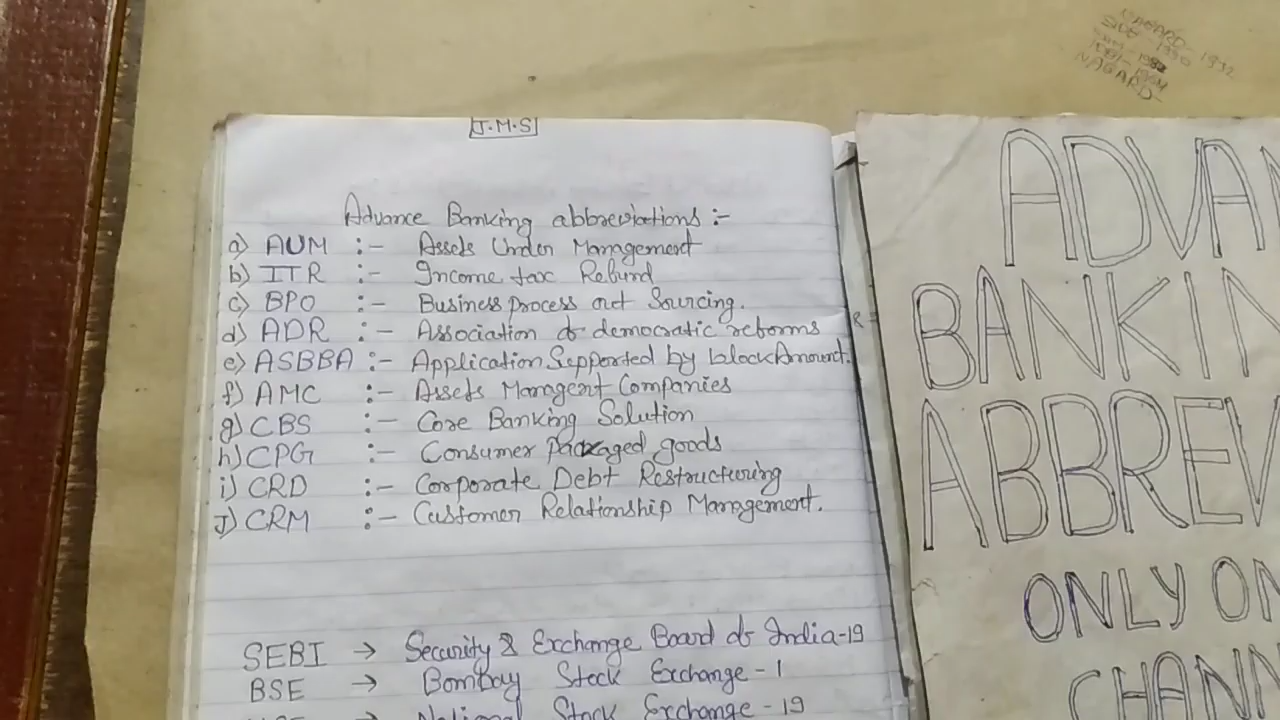 J.M.S
Advance Banking abbreviations :-
a) AUM :- Assets Under Management
b) ITR :- Income tax Refund
c) BPO :- Business process out Sourcing.
d) ADR :- Association of democratic reforms
e) ASBBA :- Application Supported by block Amount.
f) AMC :- Assets Managent Companies
g) CBS :- Core Banking Solution
h) CPG :- Consumer Packaged goods
i) CRD :- Corporate Debt Restructuring
J) CRM :- Customer Relationship Management.
SEBI → Security & Exchange Board of India-19
BSE → Bombay Stock Exchange - 1
National Stock Exchange - 19
ADVAN
BANKIN
ABBREV
ONLY ON
CHANN